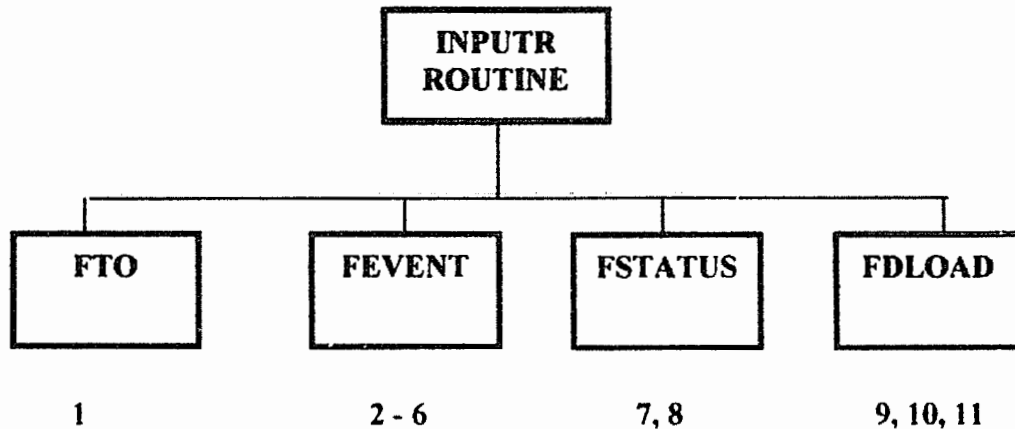 INPUTR
ROUTINE
FTO FEVENT FSTATUS FDLOAD
1 2 - 6 7, 8 9, 10, 11